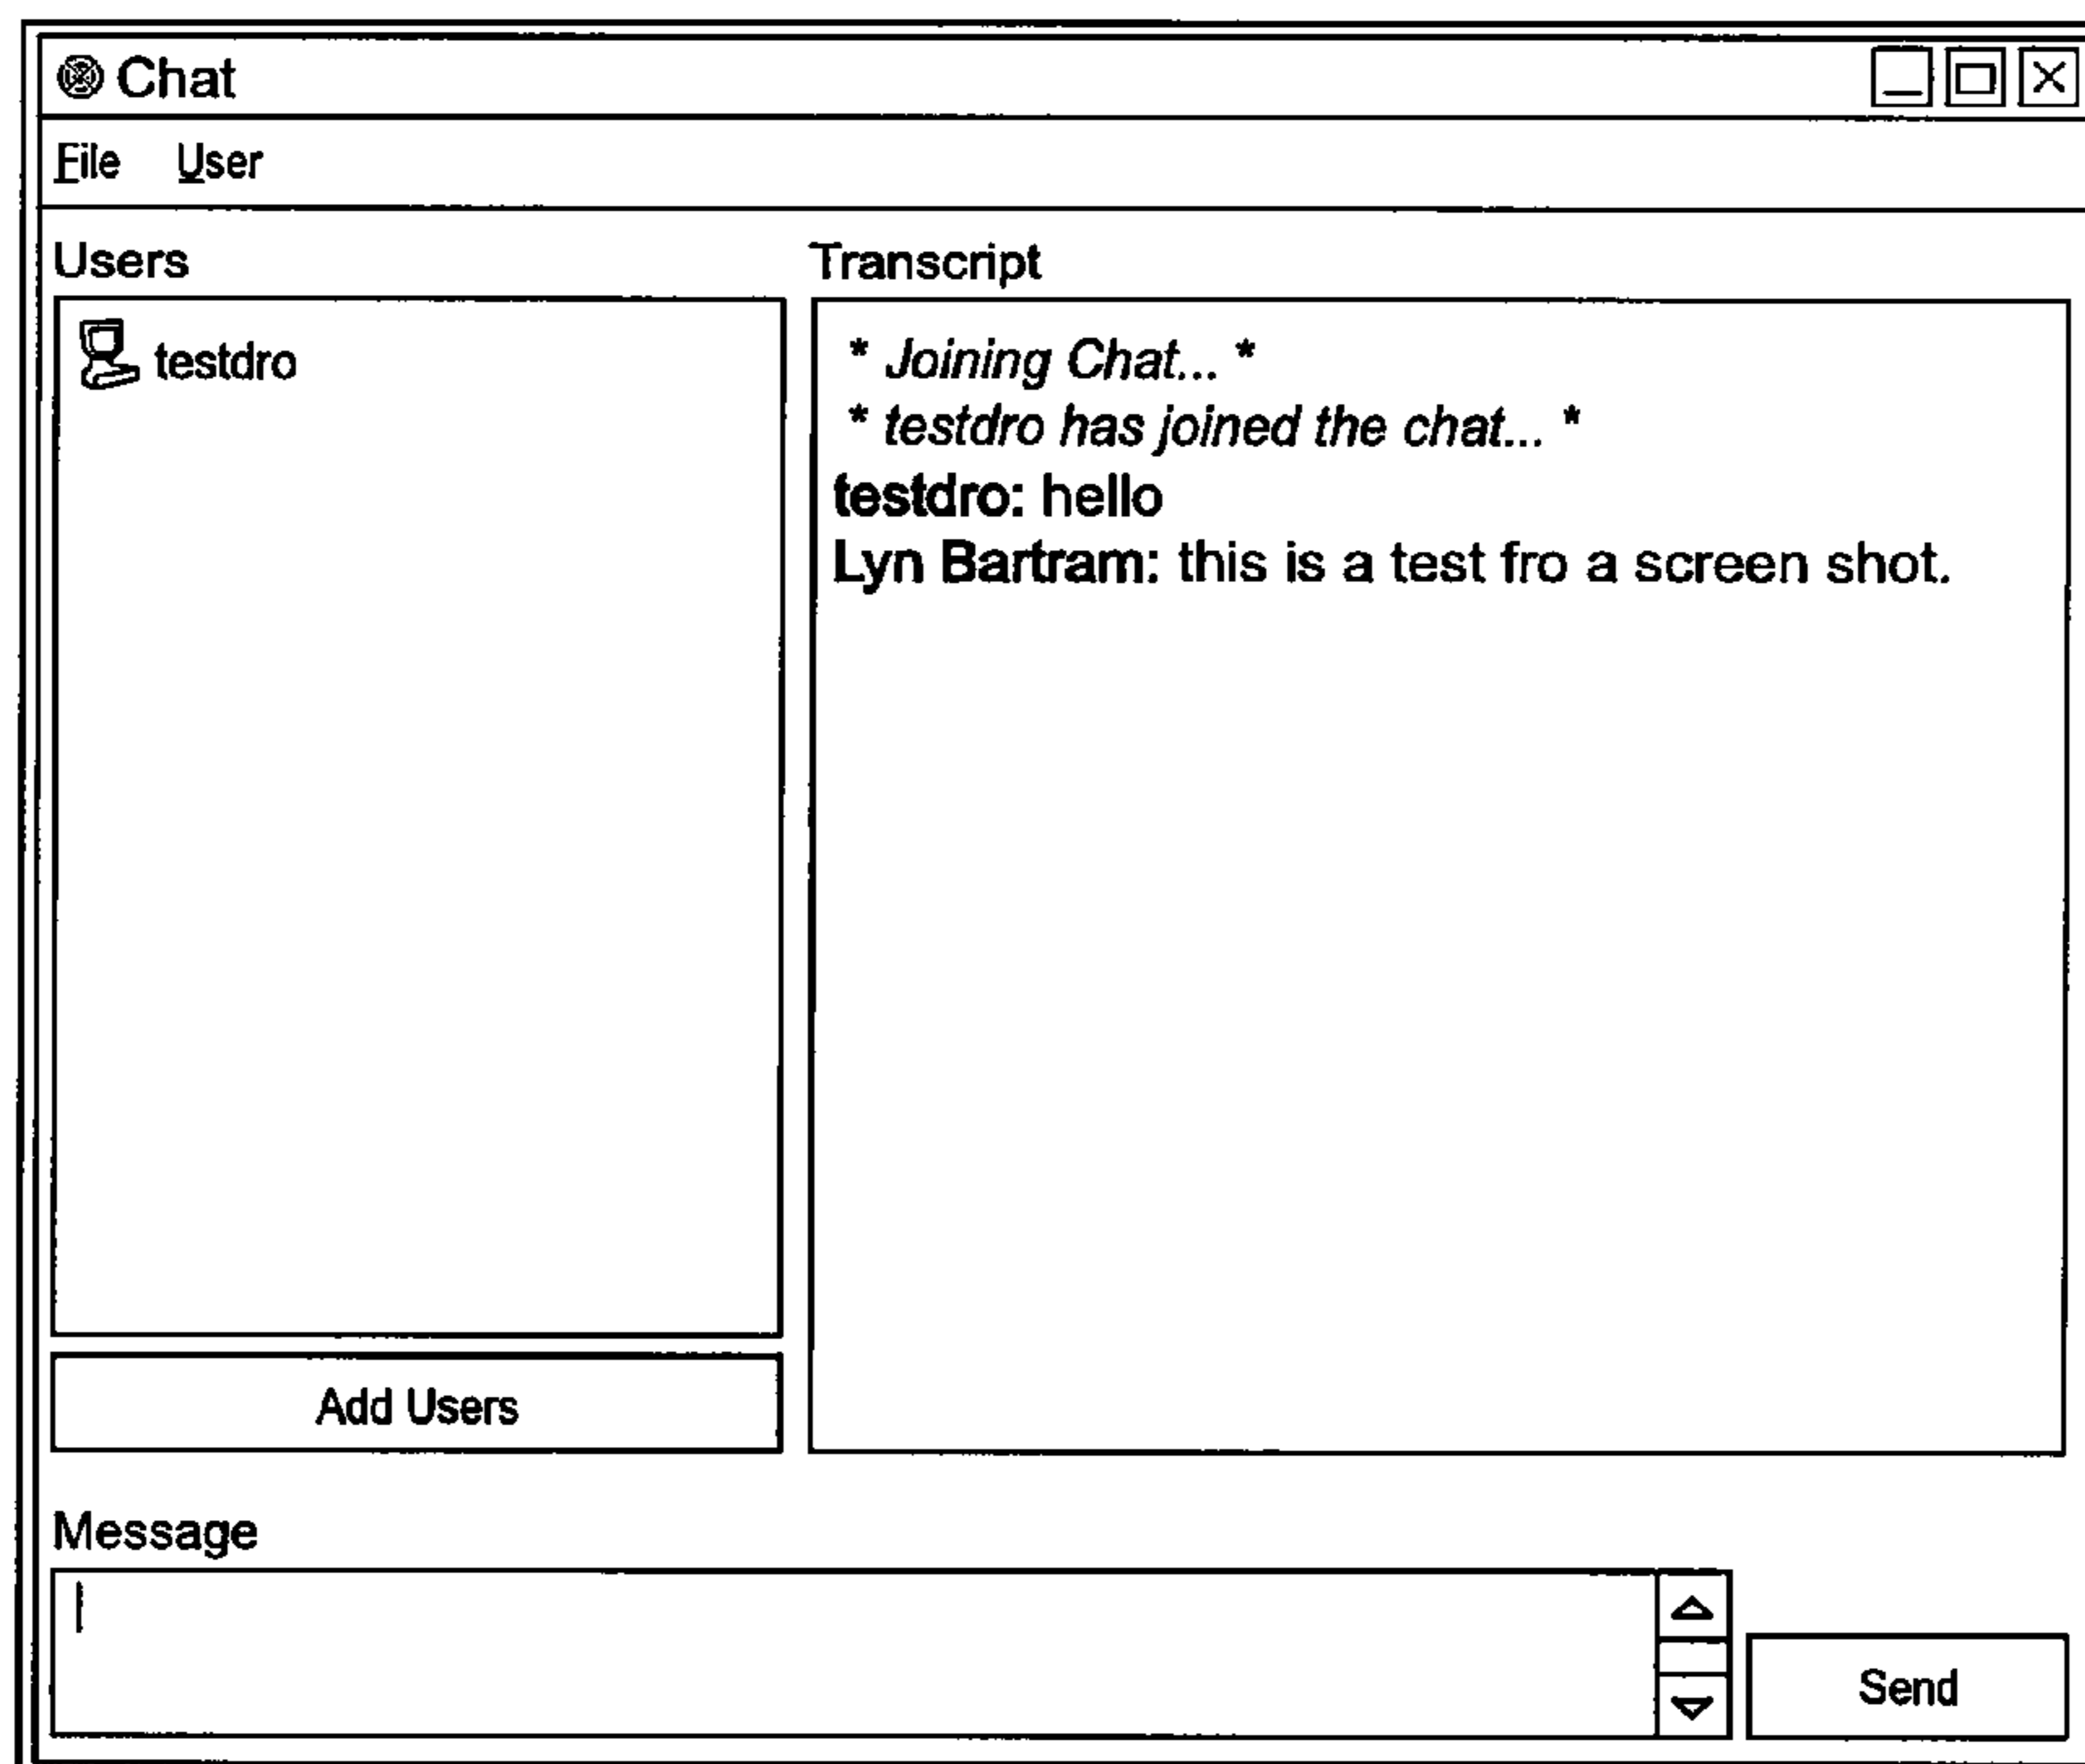 Chat
File User
Users
testdro
Add Users
Transcript
* Joining Chat... *
* testdro has joined the chat... *
testdro: hello
Lyn Bartram: this is a test fro a screen shot.
Message
Send